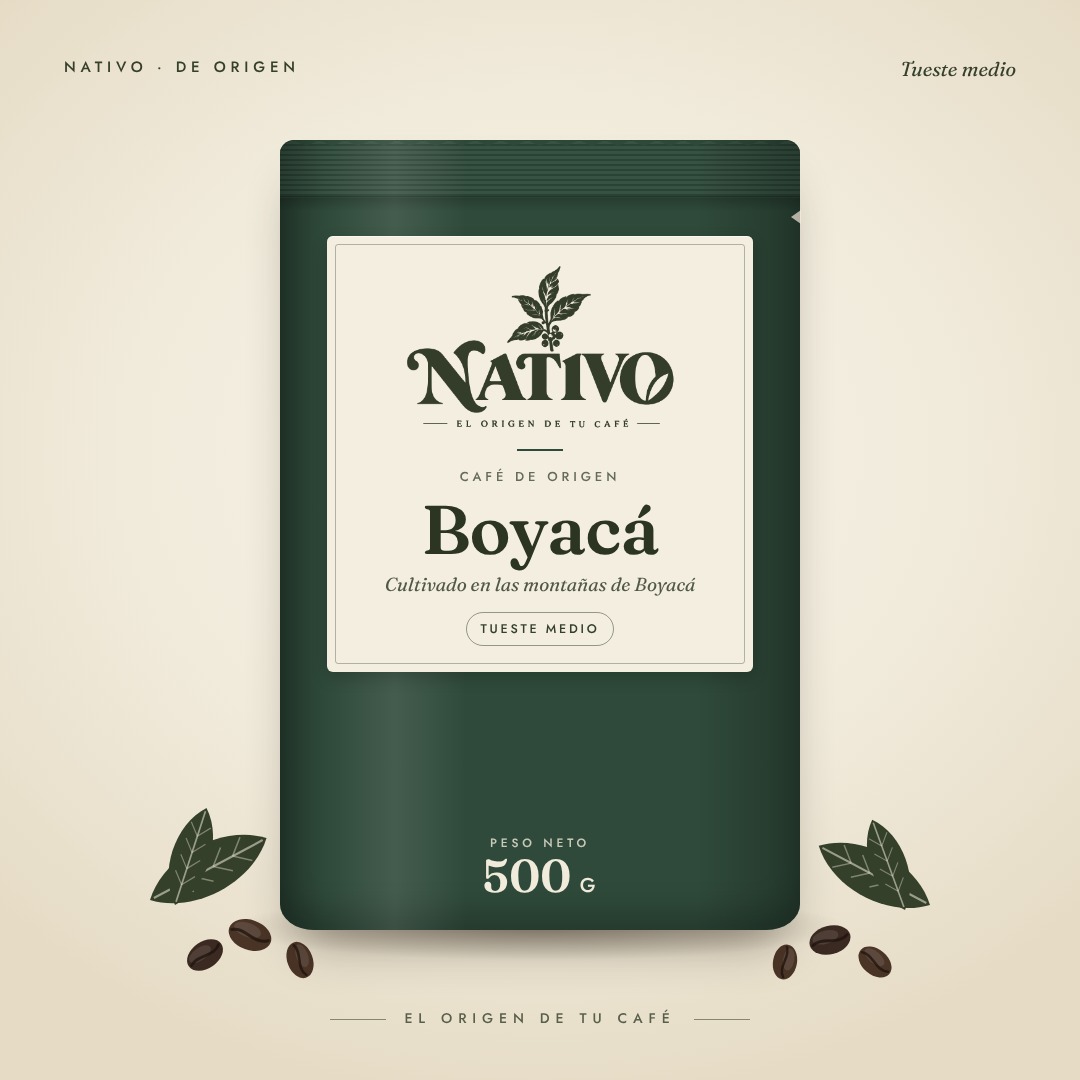 NATIVO · DE ORIGEN
Tueste medio
NATIVO
EL ORIGEN DE TU CAFÉ
CAFÉ DE ORIGEN
Boyacá
Cultivado en las montañas de Boyacá
TUESTE MEDIO
PESO NETO
500 G
EL ORIGEN DE TU CAFÉ